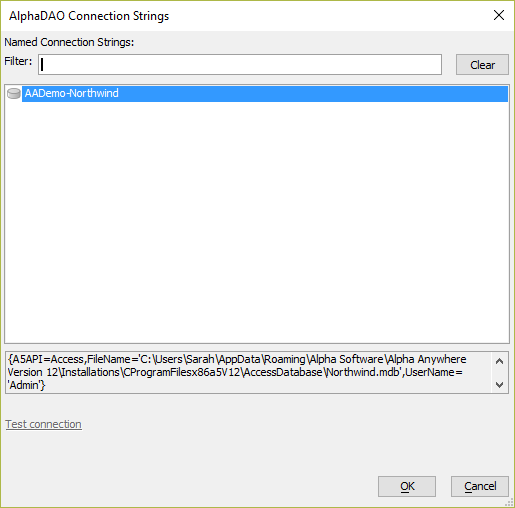 AlphaDAO Connection Strings
Named Connection Strings:
Filter:
Clear
AADemo-Northwind
{A5API=Access,FileName='C:\Users\Sarah\AppData\Roaming\Alpha Software\Alpha Anywhere
Version 12\Installations\CProgramFilesx86a5V12\AccessDatabase\Northwind.mdb',UserName=
'Admin'}
Test connection
OK
Cancel